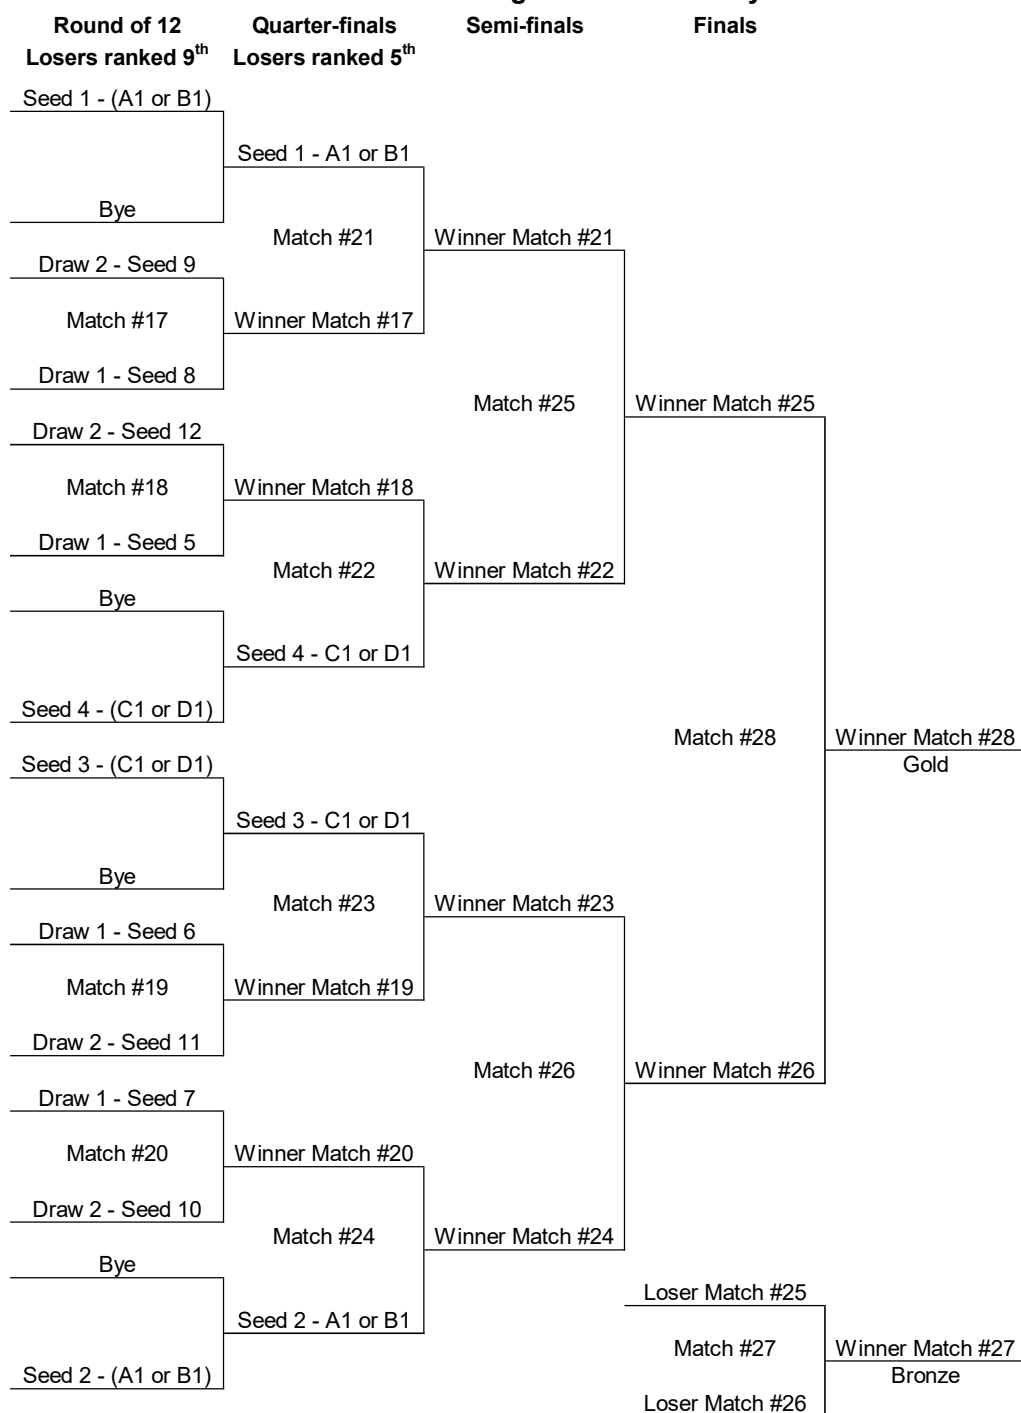 Round of 12
Losers ranked 9th
Quarter-finals
Losers ranked 5th
Semi-finals
Finals
Seed 1 - (A1 or B1)
Seed 1 - A1 or B1
Bye
Match #21
Winner Match #21
Draw 2 - Seed 9
Match #17
Winner Match #17
Draw 1 - Seed 8
Match #25
Winner Match #25
Draw 2 - Seed 12
Match #18
Winner Match #18
Draw 1 - Seed 5
Match #22
Winner Match #22
Bye
Seed 4 - C1 or D1
Seed 4 - (C1 or D1)
Match #28
Winner Match #28
Gold
Seed 3 - (C1 or D1)
Seed 3 - C1 or D1
Bye
Match #23
Winner Match #23
Draw 1 - Seed 6
Match #19
Winner Match #19
Draw 2 - Seed 11
Match #26
Winner Match #26
Draw 1 - Seed 7
Match #20
Winner Match #20
Draw 2 - Seed 10
Match #24
Winner Match #24
Bye
Loser Match #25
Seed 2 - A1 or B1
Match #27
Winner Match #27
Bronze
Seed 2 - (A1 or B1)
Loser Match #26